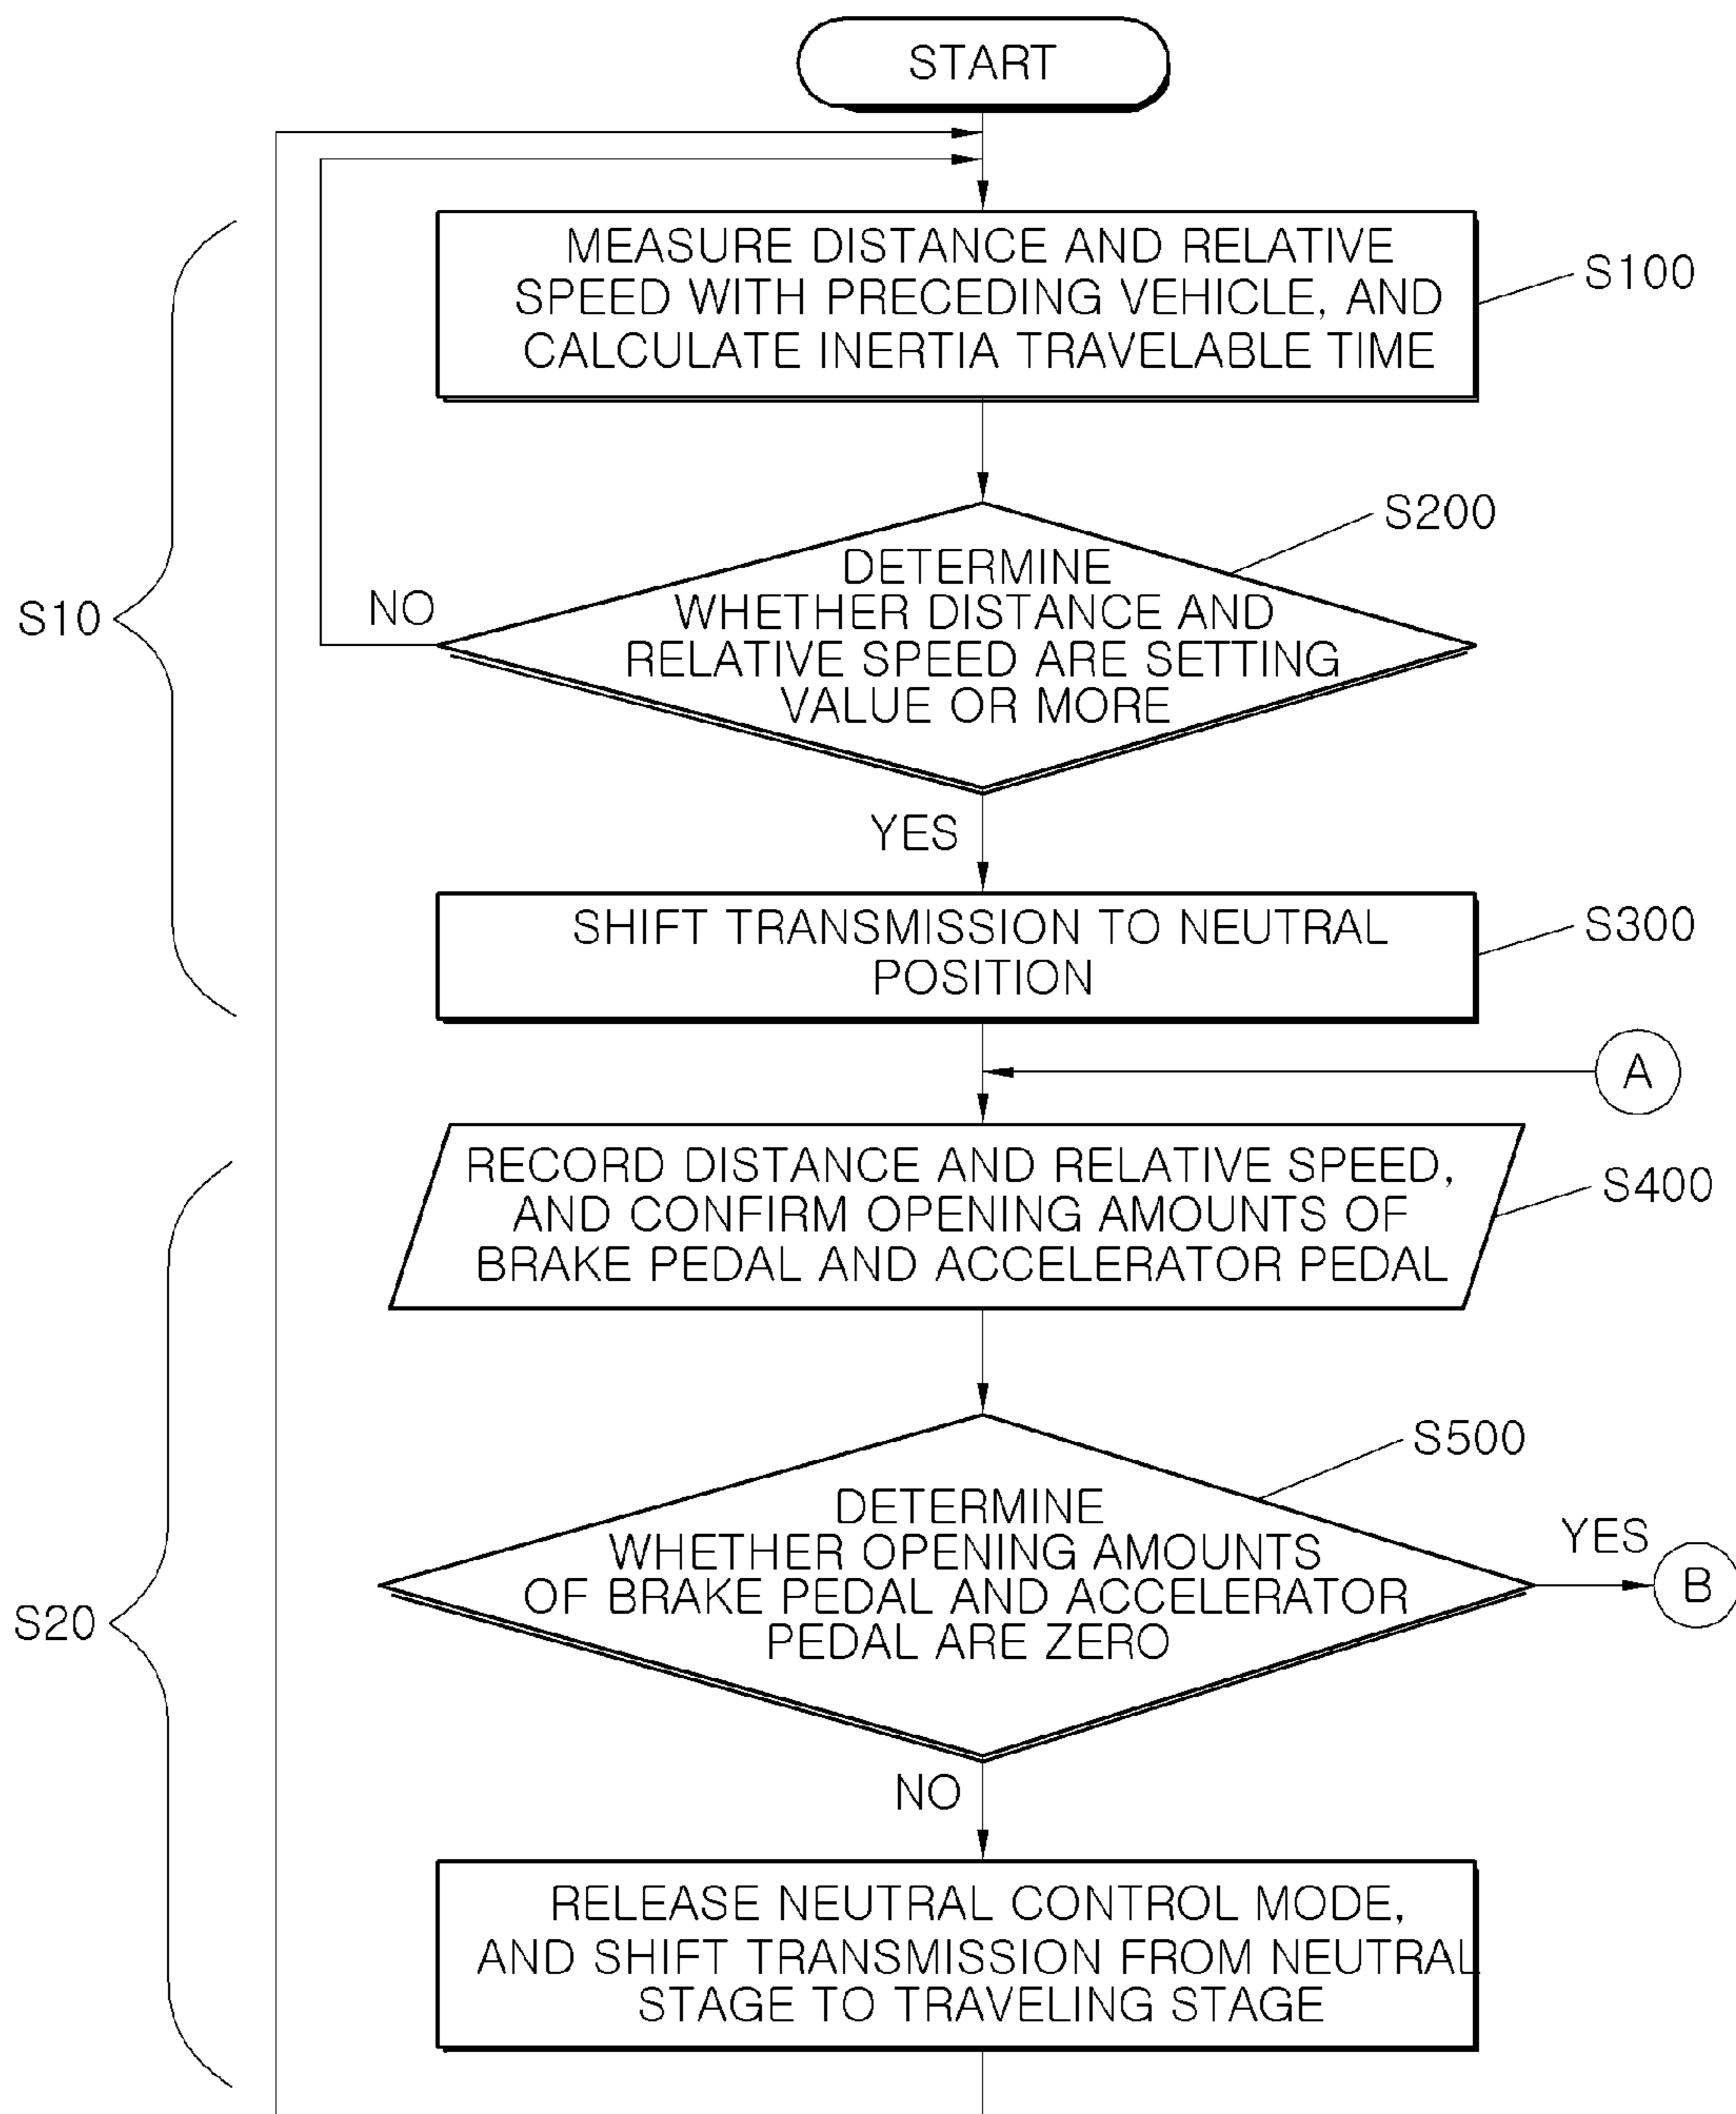 START
MEASURE DISTANCE AND RELATIVE
SPEED WITH PRECEDING VEHICLE, AND
CALCULATE INERTIA TRAVELABLE TIME
S100
S200
DETERMINE
WHETHER DISTANCE AND
RELATIVE SPEED ARE SETTING
VALUE OR MORE
NO
S10
YES
SHIFT TRANSMISSION TO NEUTRAL
POSITION
S300
A
RECORD DISTANCE AND RELATIVE SPEED,
AND CONFIRM OPENING AMOUNTS OF
BRAKE PEDAL AND ACCELERATOR PEDAL
S400
S500
DETERMINE
WHETHER OPENING AMOUNTS
OF BRAKE PEDAL AND ACCELERATOR
PEDAL ARE ZERO
YES
B
S20
NO
RELEASE NEUTRAL CONTROL MODE,
AND SHIFT TRANSMISSION FROM NEUTRAL
STAGE TO TRAVELING STAGE